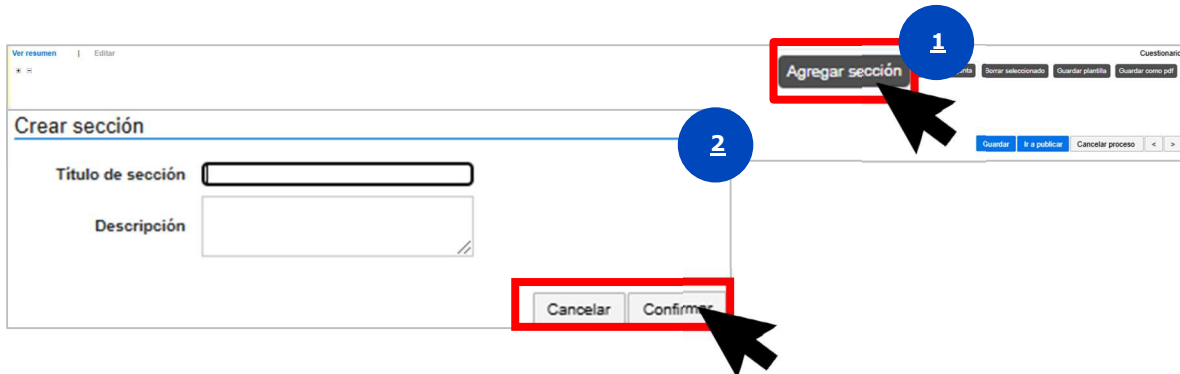 1
Ver resumen | Editar
Cuestionario
Agregar sección
Borrar seleccionado Guardar plantilla Guardar como pdf
Crear sección
2
Guardar Ir a publicar Cancelar proceso < >
Título de sección
Descripción
Cancelar Confirmar